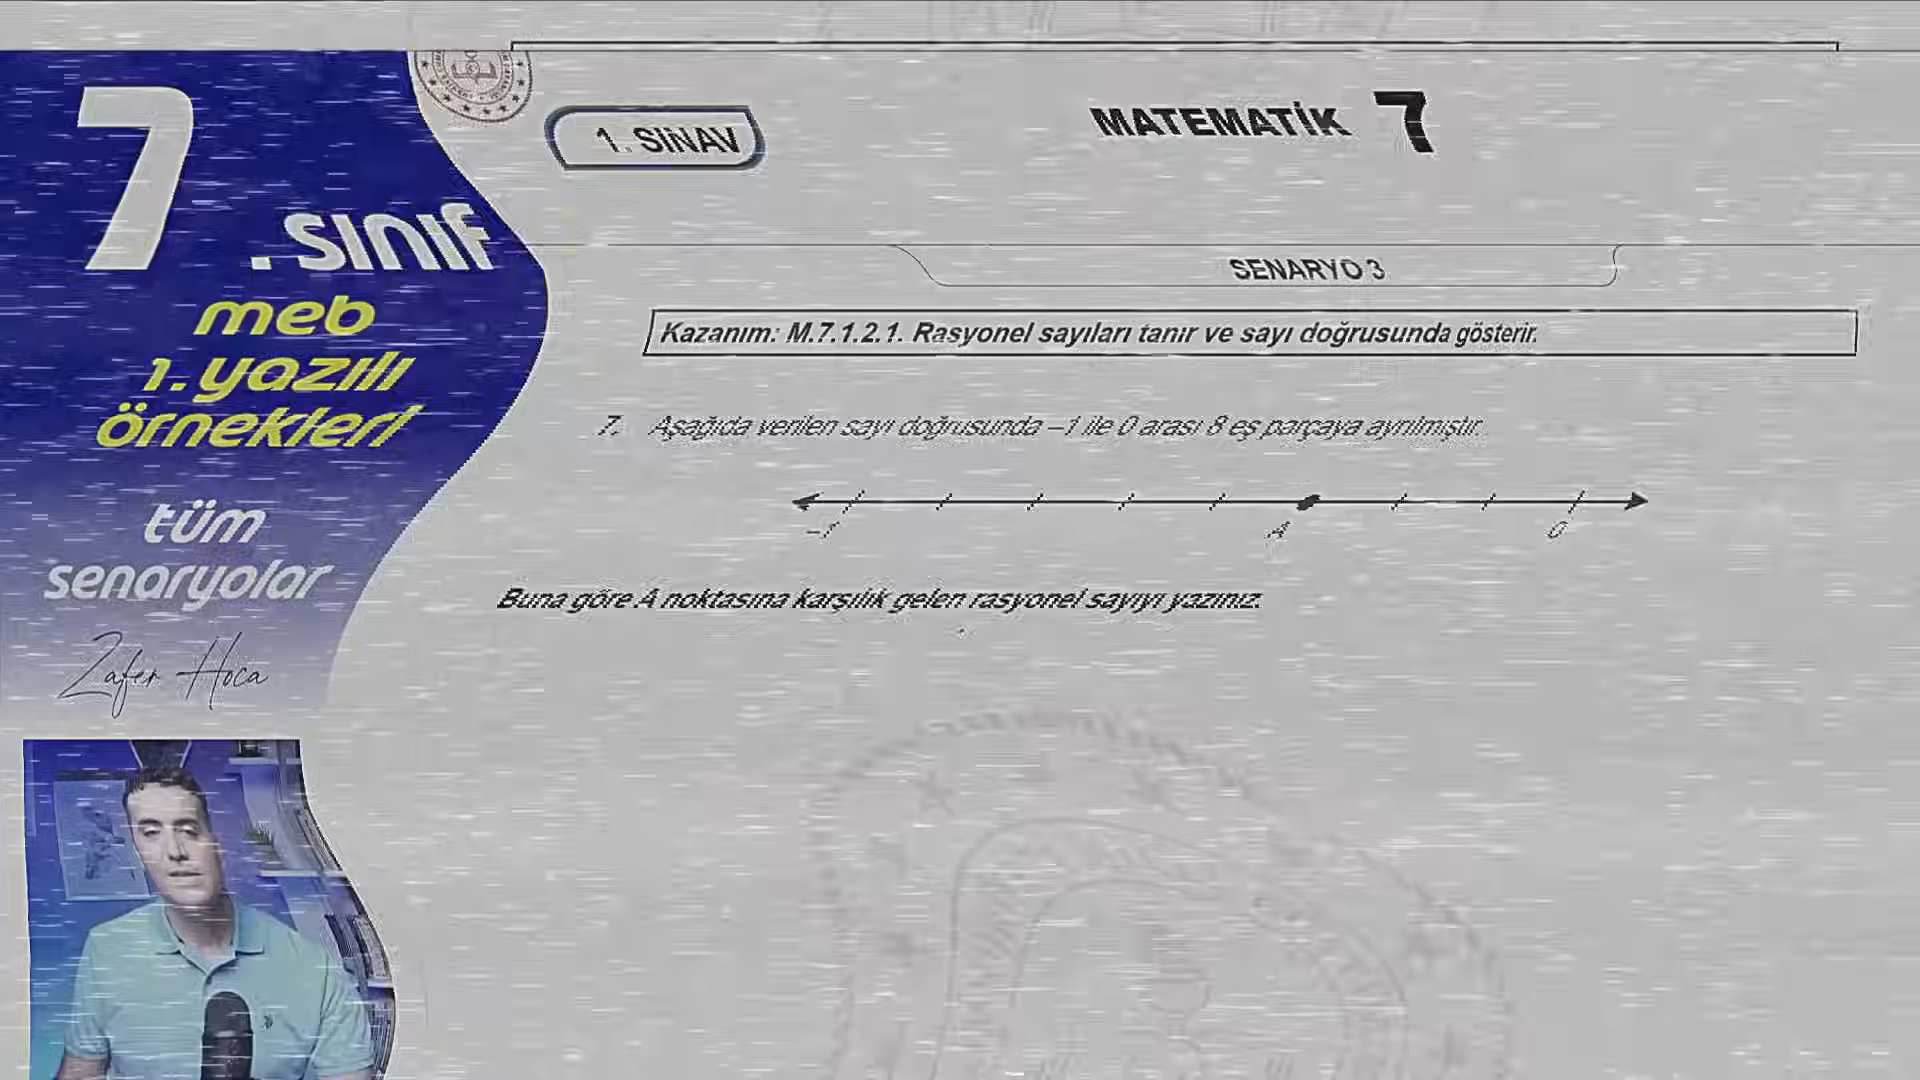 7
. SINIF
meb
1. yazılı
örnekleri
tüm
senaryolar
Zafer Hoca
1. SINAV
MATEMATİK 7
SENARYO 3
Kazanım: M.7.1.2.1. Rasyonel sayıları tanır ve sayı doğrusunda gösterir.
7. Aşağıda verilen sayı doğrusunda –1 ile 0 arası 8 eş parçaya ayrılmıştır.
–1 A 0
Buna göre A noktasına karşılık gelen rasyonel sayıyı yazınız.